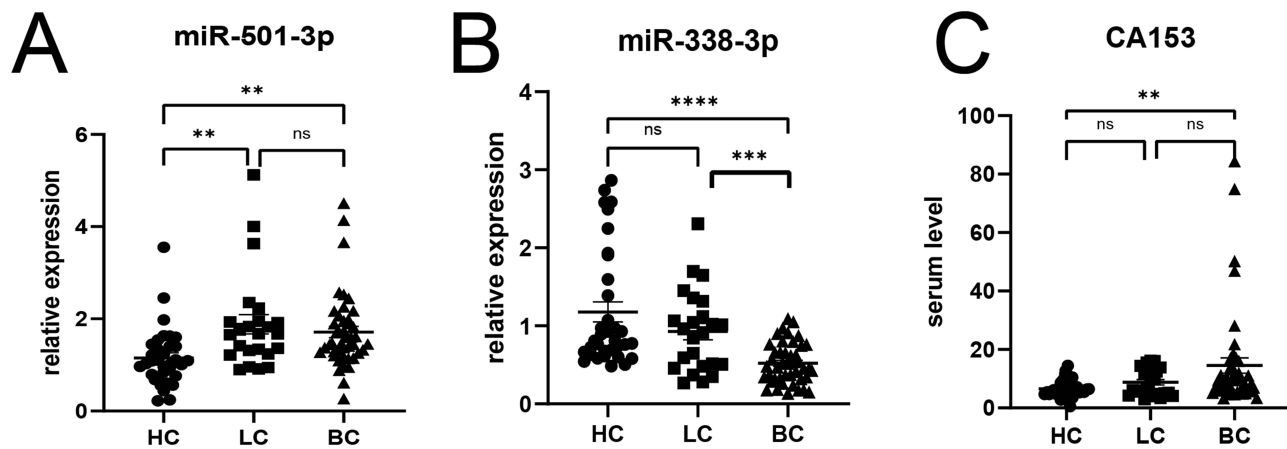 A
miR-501-3p
**
**
ns
relative expression
6
4
2
0
HC
LC
BC
B
miR-338-3p
****
ns
***
relative expression
4
3
2
1
0
HC
LC
BC
C
CA153
**
ns
ns
serum level
100
80
60
40
20
0
HC
LC
BC